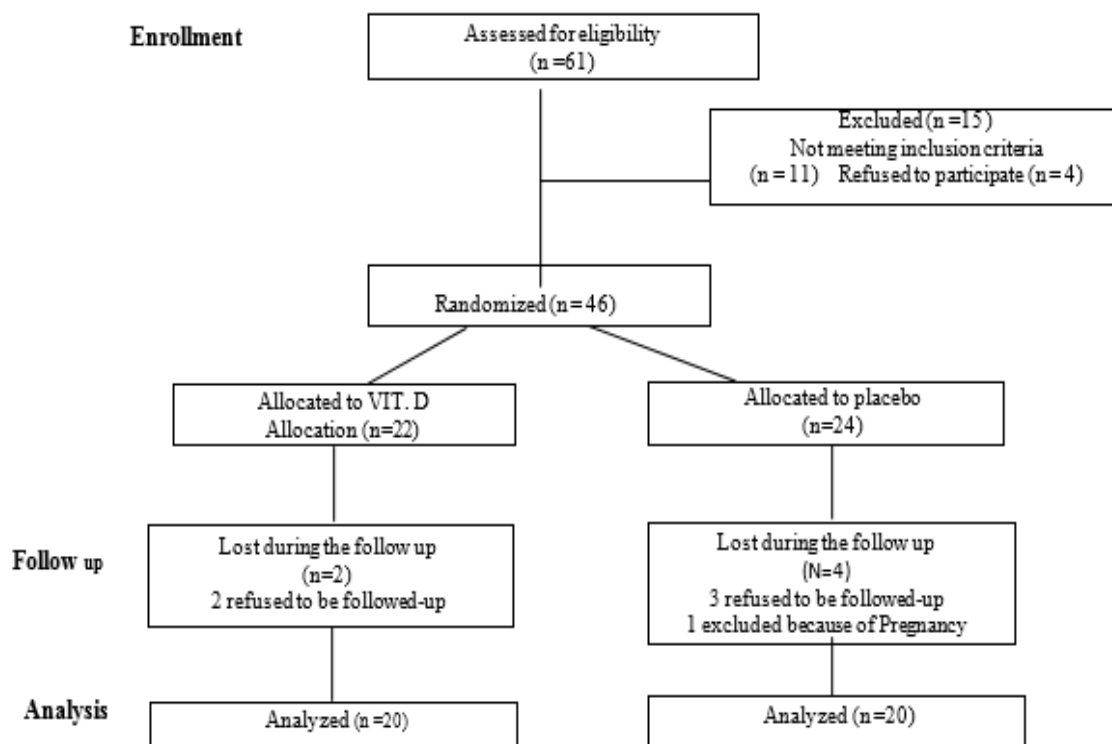 Enrollment
Assessed for eligibility
(n =61)
Excluded (n =15)
Not meeting inclusion criteria
(n = 11) Refused to participate (n = 4)
Randomized (n = 46)
Allocated to VIT. D
Allocation (n=22)
Allocated to placebo
(n=24)
Follow up
Lost during the follow up
(n=2)
2 refused to be followed-up
Lost during the follow up
(N=4)
3 refused to be followed-up
1 excluded because of Pregnancy
Analysis
Analyzed (n =20)
Analyzed (n =20)